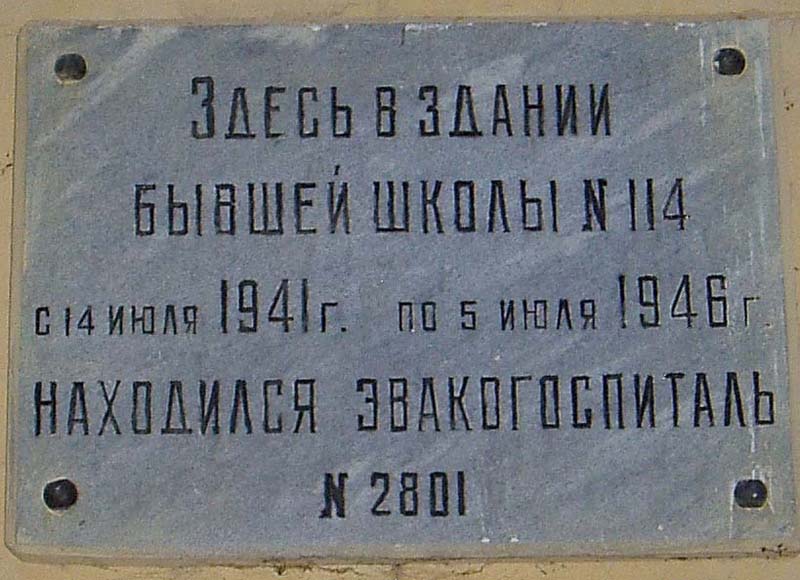 Здесь в здании
бывшей школы N 114
с 14 июля 1941 г. по 5 июля 1946 г.
находился эвакогоспиталь
N 2801